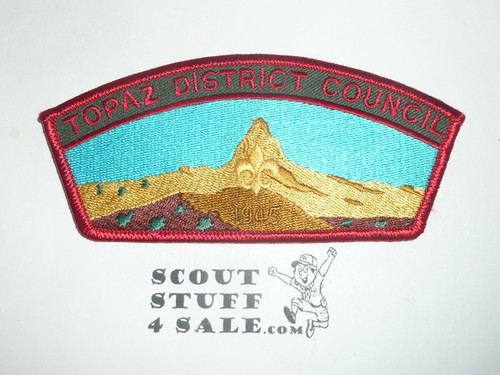 TOPAZ DISTRICT COUNCIL
1945
SCOUT
STUFF
4 SALE.com